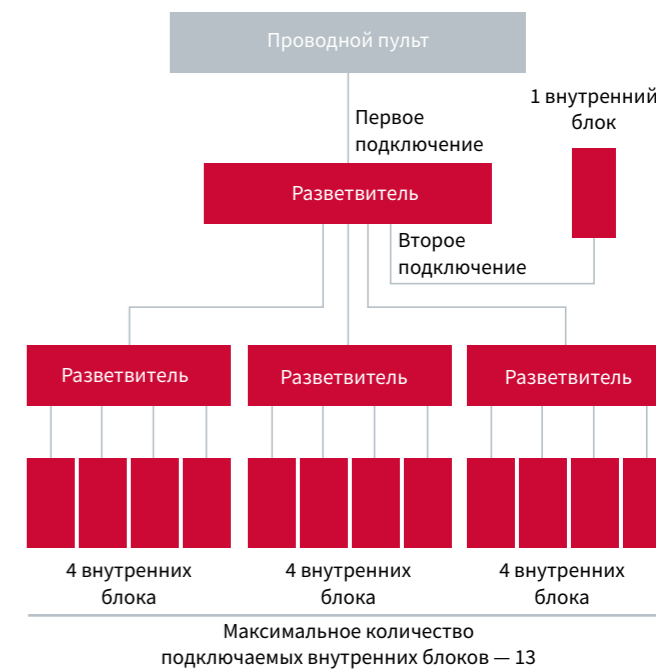 Проводной пульт
1 внутренний
блок
Первое
подключение
Разветвитель
Второе
подключение
Разветвитель
Разветвитель
Разветвитель
4 внутренних
блока
4 внутренних
блока
4 внутренних
блока
Максимальное количество
подключаемых внутренних блоков — 13